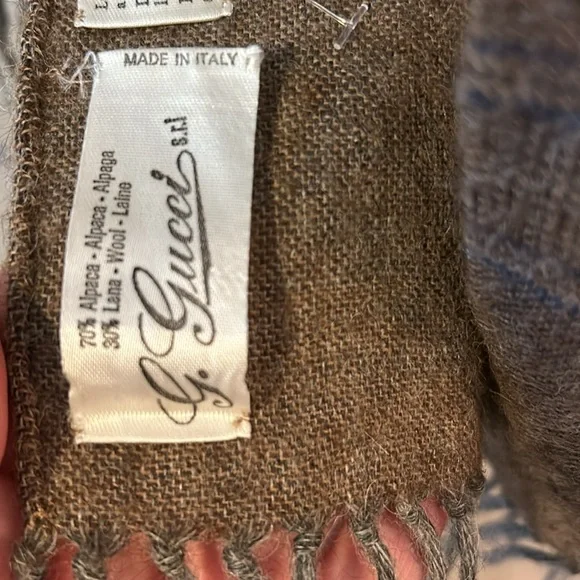 MADE IN ITALY
G. Gucci s.r.l
70% Alpaca - Alpaca - Alpaga
30% Lana - Wool - Laine